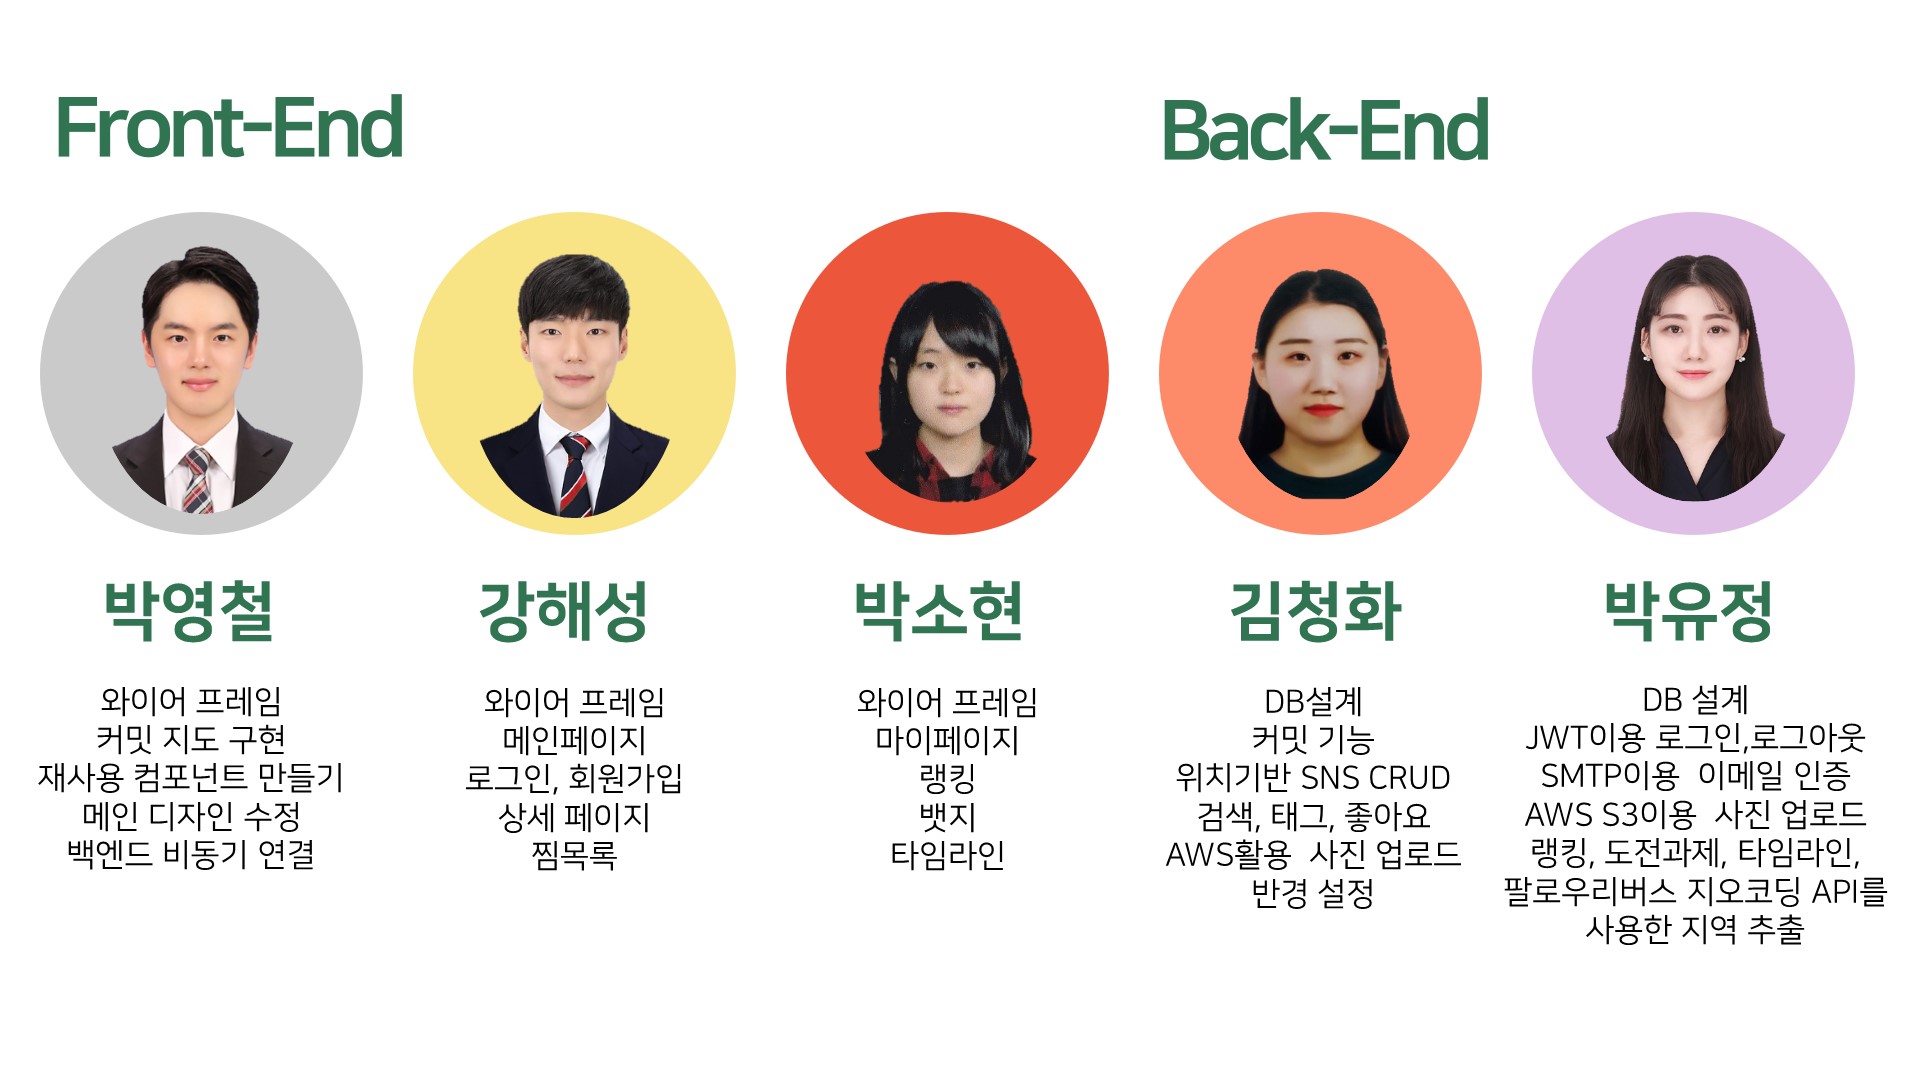 Front-End
Back-End
박영철
와이어 프레임
커밋 지도 구현
재사용 컴포넌트 만들기
메인 디자인 수정
백엔드 비동기 연결
강해성
와이어 프레임
메인페이지
로그인, 회원가입
상세 페이지
찜목록
박소현
와이어 프레임
마이페이지
랭킹
뱃지
타임라인
김청화
DB설계
커밋 기능
위치기반 SNS CRUD
검색, 태그, 좋아요
AWS활용 사진 업로드
반경 설정
박유정
DB 설계
JWT이용 로그인,로그아웃
SMTP이용 이메일 인증
AWS S3이용 사진 업로드
랭킹, 도전과제, 타임라인,
팔로우리버스 지오코딩 API를
사용한 지역 추출